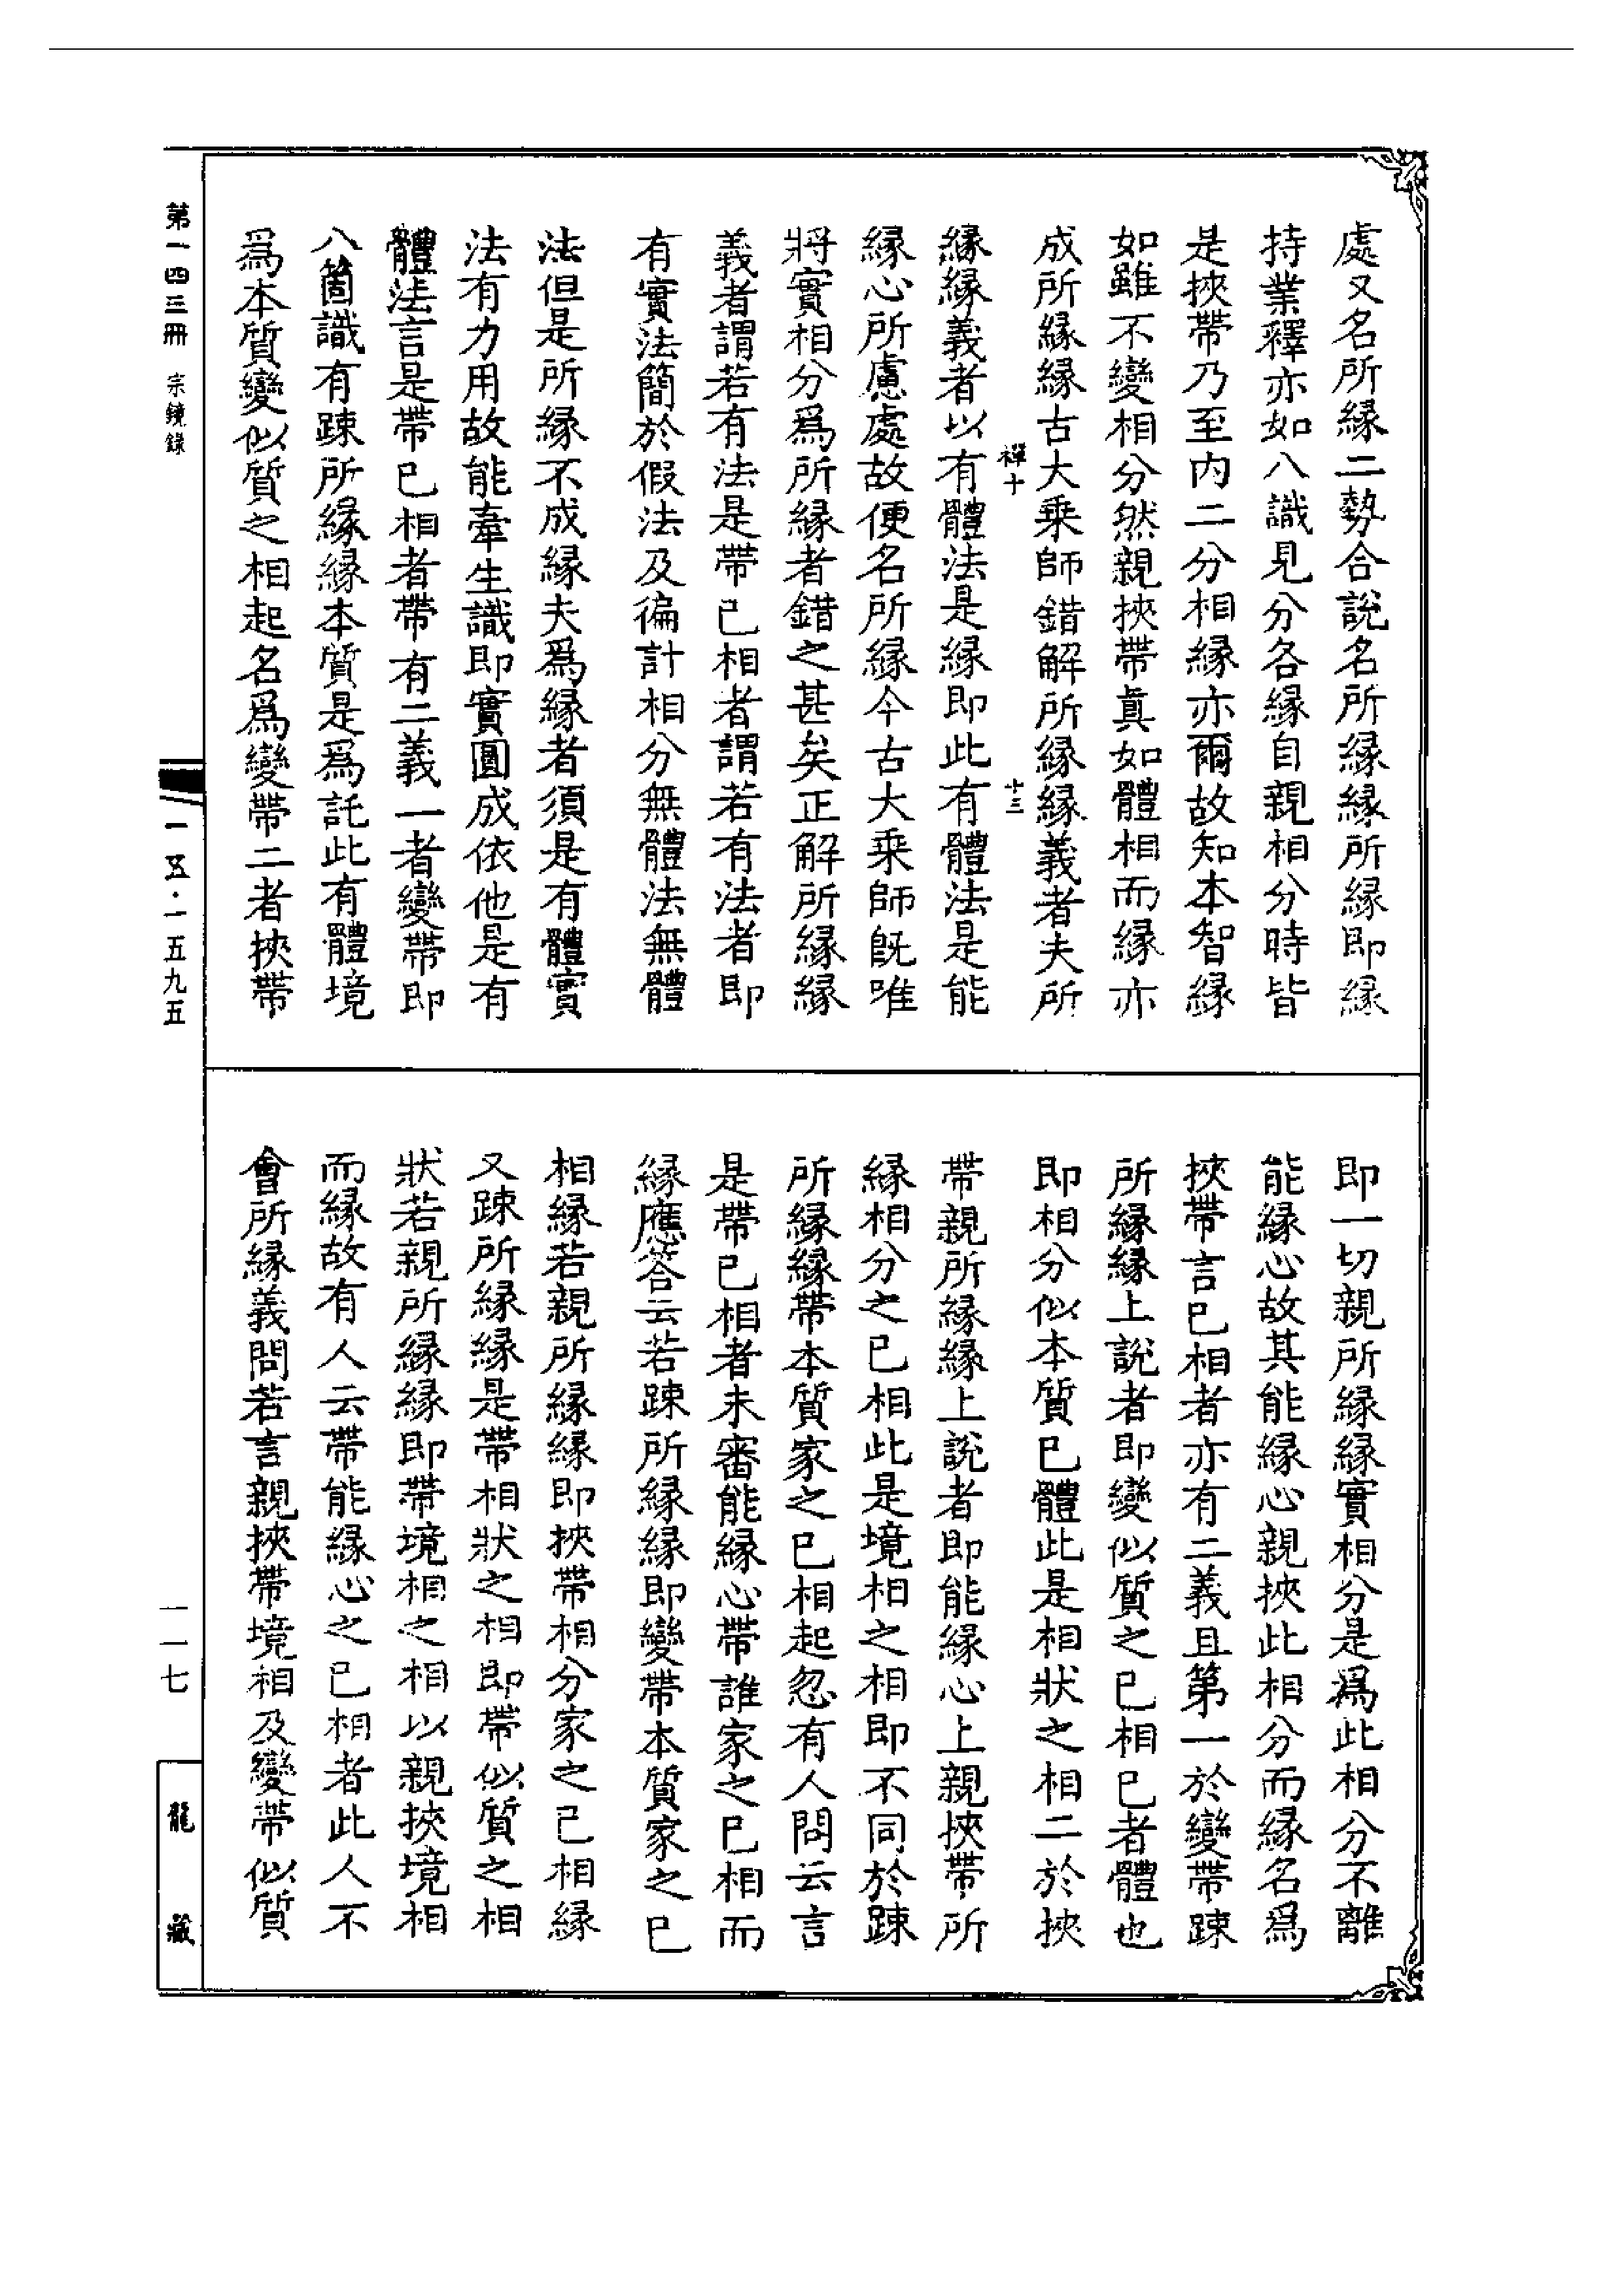 處又名所緣二勢合說名所緣緣所緣即緣
持業釋亦如八識見分各緣自親相分時皆
是挾帶乃至內二分相緣亦爾故知本智緣
如雖不變相分然親挾帶真如體相而緣亦
成所緣緣古大乘師錯解所緣緣義者夫所
禪十
十三
緣緣義者以有體法是緣即此有體法是能
緣心所慮處故便名所緣今古大乘師旣唯
將實相分爲所緣者錯之甚矣正解所緣緣
義者謂若有法是帶已相者謂若有法者即
有實法簡於假法及徧計相分無體法無體
法但是所緣不成緣夫爲緣者須是有體實
法有力用故能牽生識即實圓成依他是有
體法言是帶已相者帶有二義一者變帶即
八箇識有踈所緣緣本質是爲託此有體境
爲本質變似質之相起名爲變帶二者挾帶
即一切親所緣緣實相分是爲此相分不離
能緣心故其能緣心親挾此相分而緣名爲
挾帶言已相者亦有二義且第一於變帶踈
所緣緣上說者即變似質之已相已者體也
即相分似本質已體此是相狀之相二於挾
帶親所緣緣上說者即能緣心上親挾帶所
緣相分之已相此是境相之相即不同於踈
所緣緣帶本質家之已相起忽有人問云言
是帶已相者未審能緣心帶誰家之已相而
緣應答云若踈所緣緣即變帶本質家之已
相緣若親所緣緣即挾帶相分家之已相緣
又踈所緣緣是帶相狀之相即帶似質之相
狀若親所緣緣即帶境相之相以親挾境相
而緣故有人云帶能緣心之已相者此人不
會所緣義問若言親挾帶境相及變帶似質
第一四三冊
宗鏡錄
一五·一五九五
一一七
龍藏